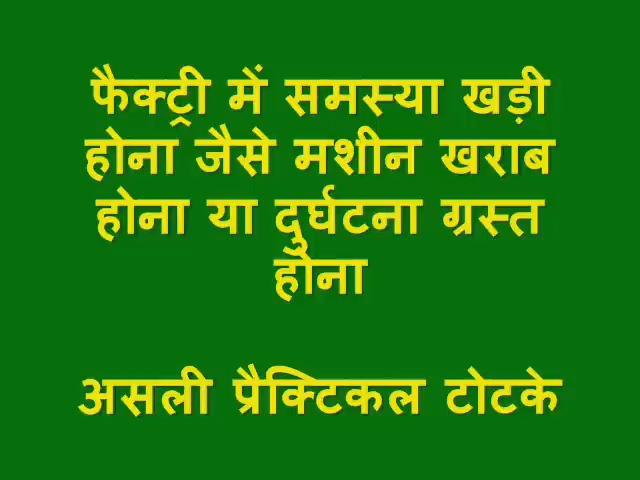 फैक्ट्री में समस्या खड़ी
होना जैसे मशीन खराब
होना या दुर्घटना ग्रस्त
होना
असली प्रैक्टिकल टोटके